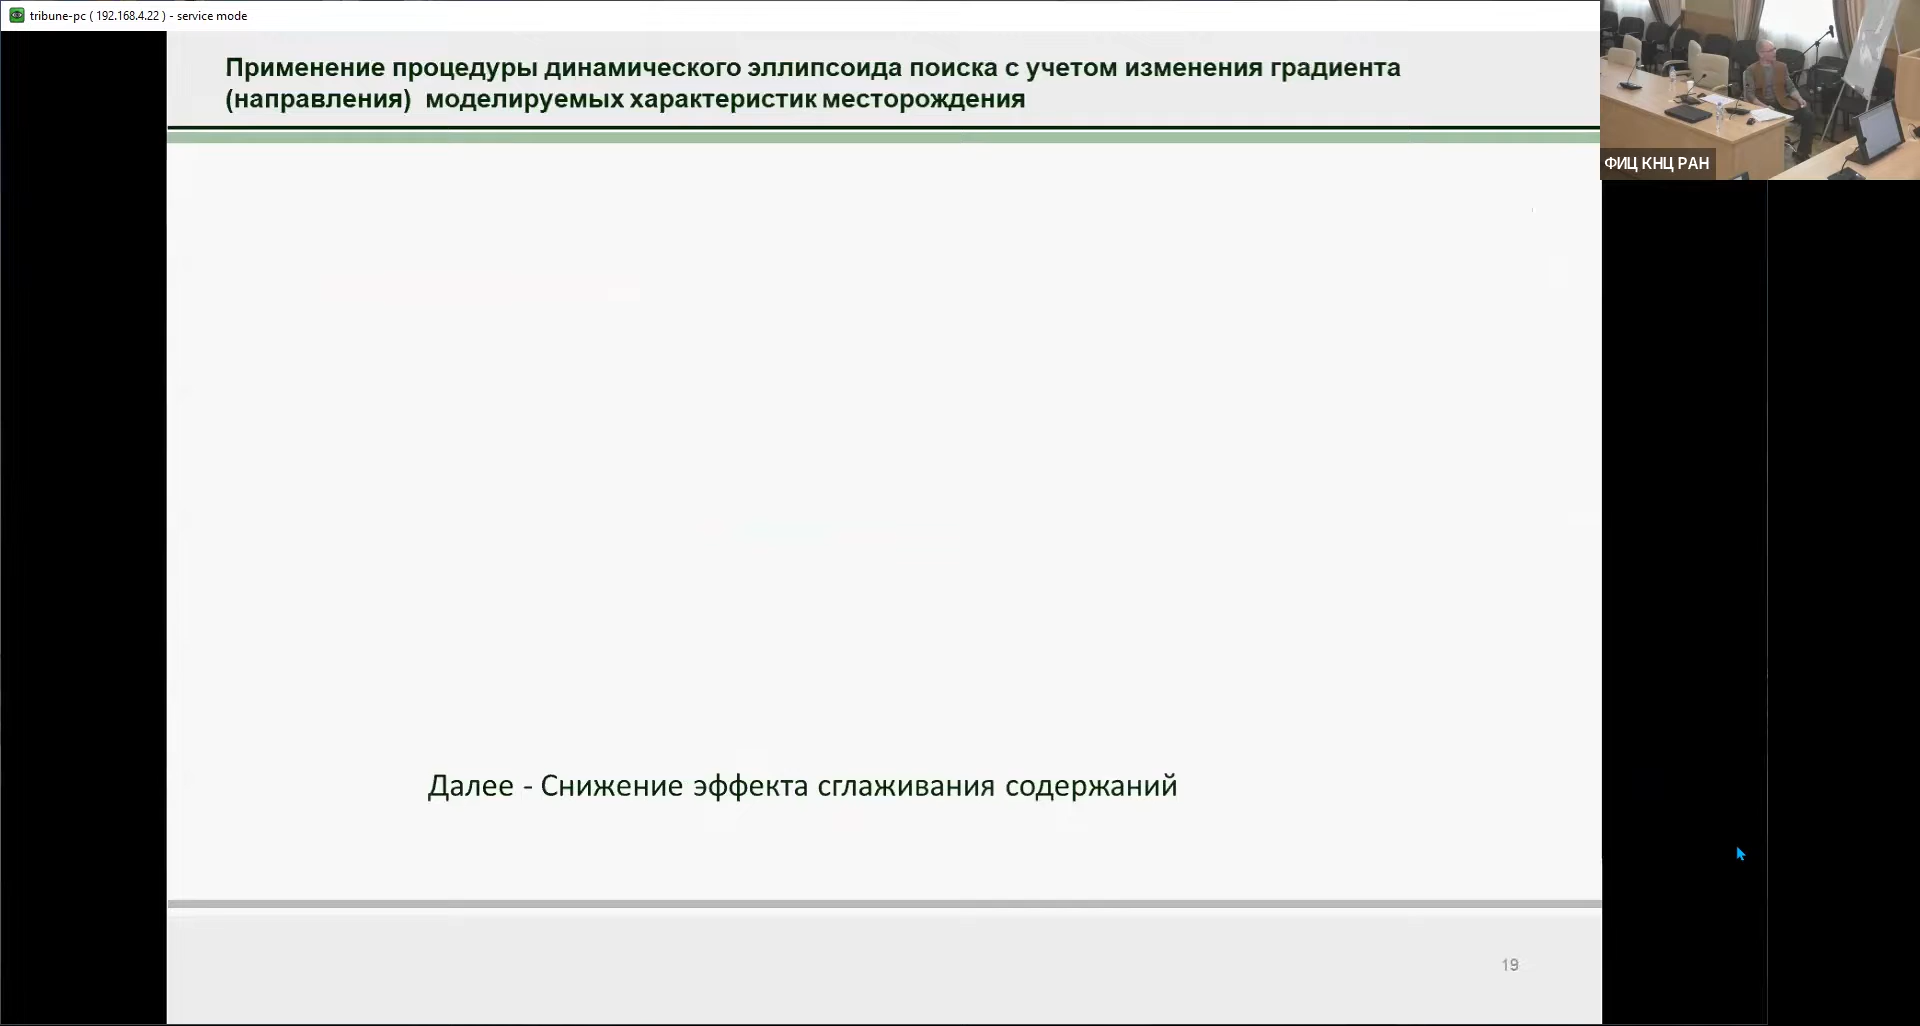 tribune-pc ( 192.168.4.22 ) - service mode
Применение процедуры динамического эллипсоида поиска с учетом изменения градиента
(направления) моделируемых характеристик месторождения
ФИЦ КНЦ РАН
Далее - Снижение эффекта сглаживания содержаний
19